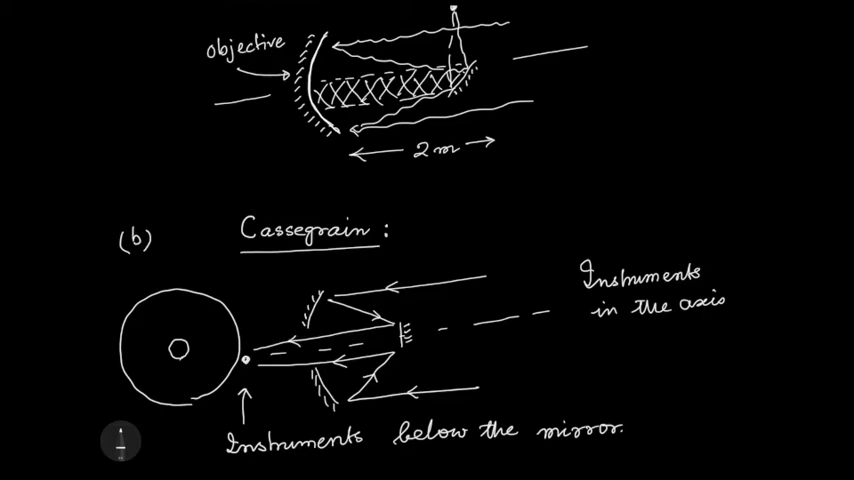 objective
2m
(b) Cassegrain :
Instruments
in the axis
Instruments below the mirror.